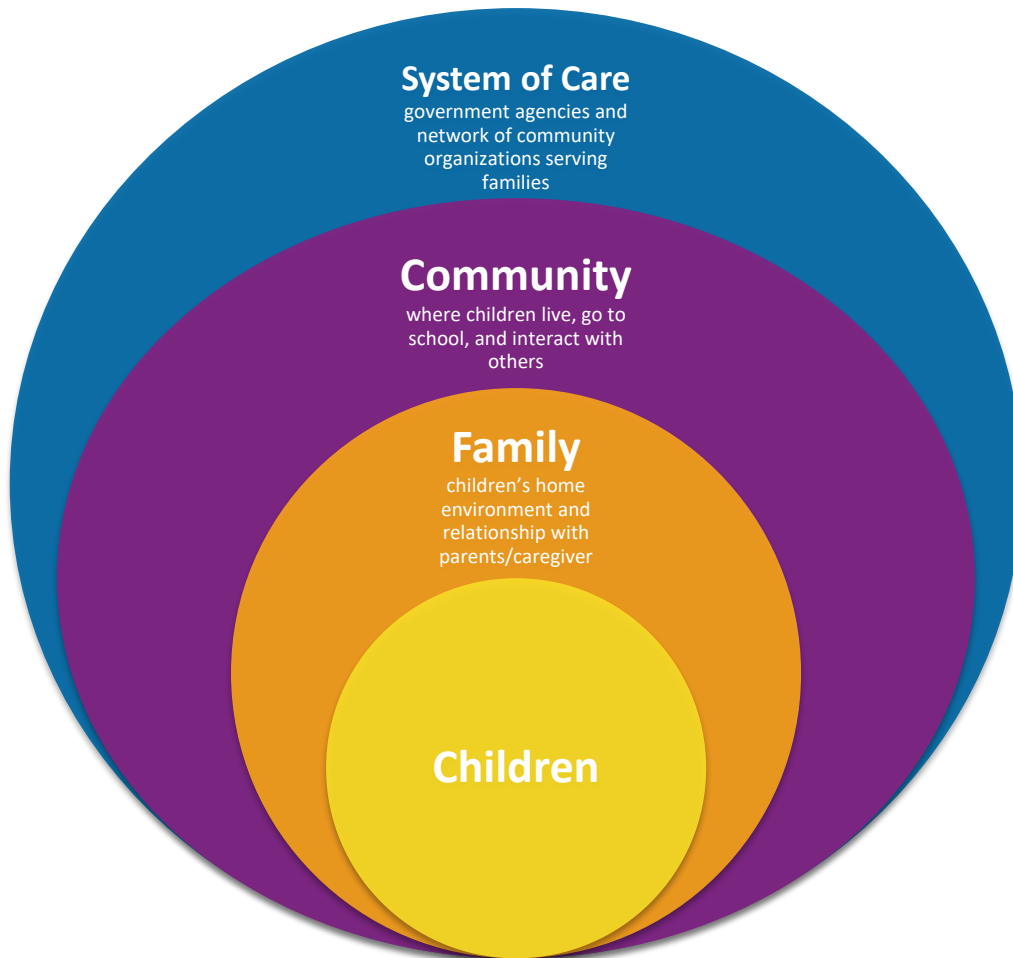 System of Care
government agencies and
network of community
organizations serving
families
Community
where children live, go to
school, and interact with
others
Family
children’s home
environment and
relationship with
parents/caregiver
Children